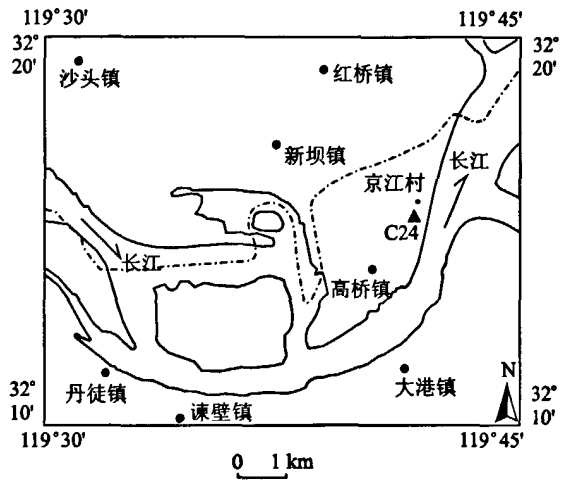 119°30'
119°45'
32°
20'
32°
20'
沙头镇
红桥镇
新坝镇
长江
京江村
C24
长江
高桥镇
丹徒镇
大港镇
N
谏壁镇
32°
10'
32°
10'
119°30'
119°45'
0 1 km